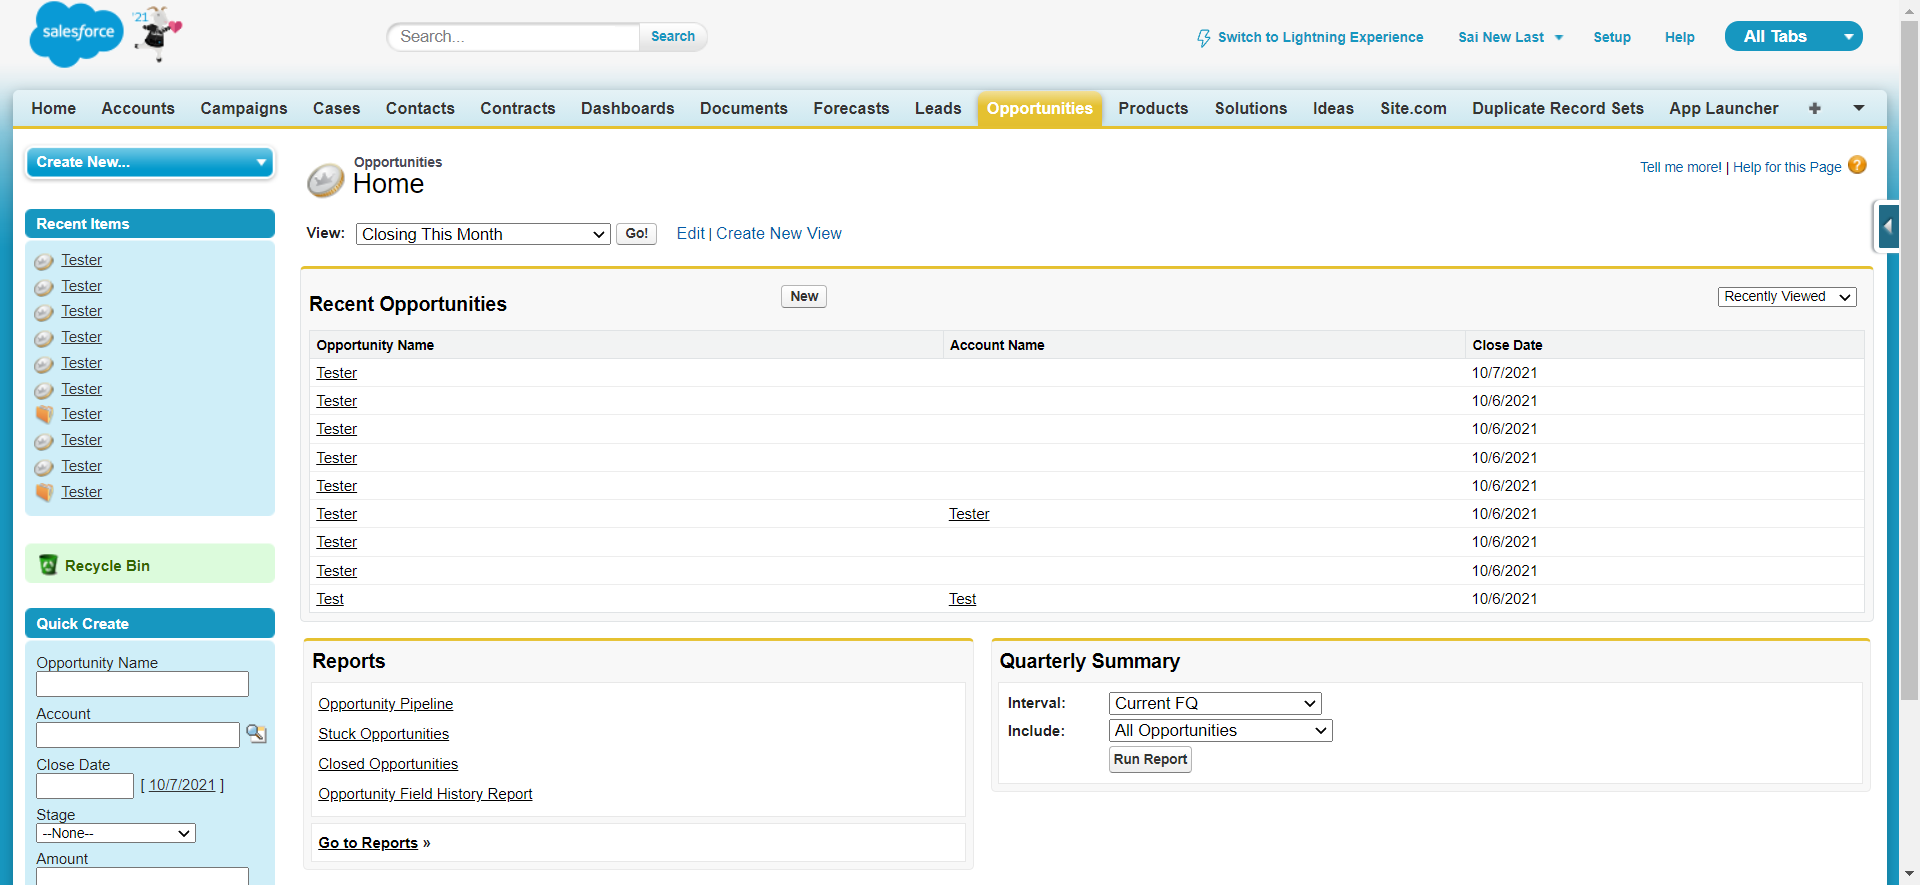 salesforce
'21
Search...
Search
Switch to Lightning Experience
Sai New Last
Setup
Help
All Tabs
Home Accounts Campaigns Cases Contacts Contracts Dashboards Documents Forecasts Leads Opportunities Products Solutions Ideas Site.com Duplicate Record Sets App Launcher +
Create New...
Recent Items
Tester
Tester
Tester
Tester
Tester
Tester
Tester
Tester
Tester
Tester
Recycle Bin
Quick Create
Opportunity Name
Account
Close Date
[ 10/7/2021 ]
Stage
--None--
Amount
Opportunities
Home
Tell me more! | Help for this Page ?
View: Closing This Month Go! Edit | Create New View
Recent Opportunities New Recently Viewed
Opportunity Name Account Name Close Date
Tester 10/7/2021
Tester 10/6/2021
Tester 10/6/2021
Tester 10/6/2021
Tester 10/6/2021
Tester Tester 10/6/2021
Tester 10/6/2021
Tester 10/6/2021
Test Test 10/6/2021
Reports
Opportunity Pipeline
Stuck Opportunities
Closed Opportunities
Opportunity Field History Report
Go to Reports »
Quarterly Summary
Interval: Current FQ
Include: All Opportunities
Run Report